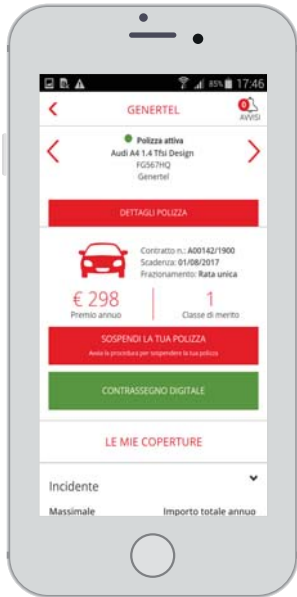 85% 17:46
GENERTEL
0
AVVISI
Polizza attiva
Audi A4 1.4 Tfsi Design
FG567HQ
Genertel
DETTAGLI POLIZZA
Contratto n.: A00142/1900
Scadenza: 01/08/2017
Frazionamento: Rata unica
€ 298
Premio annuo
1
Classe di merito
SOSPENDI LA TUA POLIZZA
Avvia la procedura per sospendere la tua polizza
CONTRASSEGNO DIGITALE
LE MIE COPERTURE
Incidente
Massimale Importo totale annuo